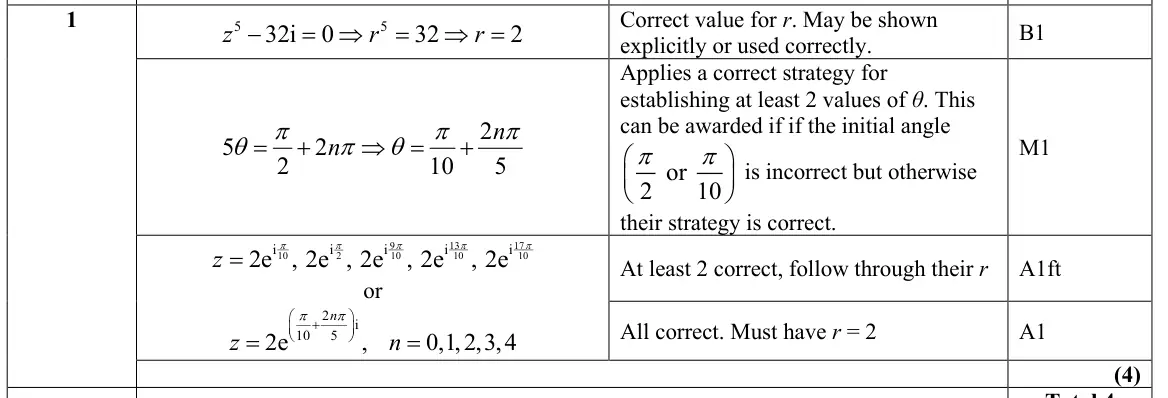 1
z⁵ − 32i = 0 ⇒ r⁵ = 32 ⇒ r = 2
Correct value for r. May be shown
explicitly or used correctly.
B1
5θ = π/2 + 2nπ ⇒ θ = π/10 + 2nπ/5
Applies a correct strategy for
establishing at least 2 values of θ. This
can be awarded if if the initial angle
(π/2 or π/10) is incorrect but otherwise
their strategy is correct.
M1
z = 2e^(iπ/10), 2e^(iπ/2), 2e^(i9π/10), 2e^(i13π/10), 2e^(i17π/10)
or
z = 2e^((π/10 + 2nπ/5)i), n = 0,1,2,3,4
At least 2 correct, follow through their r
A1ft
All correct. Must have r = 2
A1
(4)
Total 4